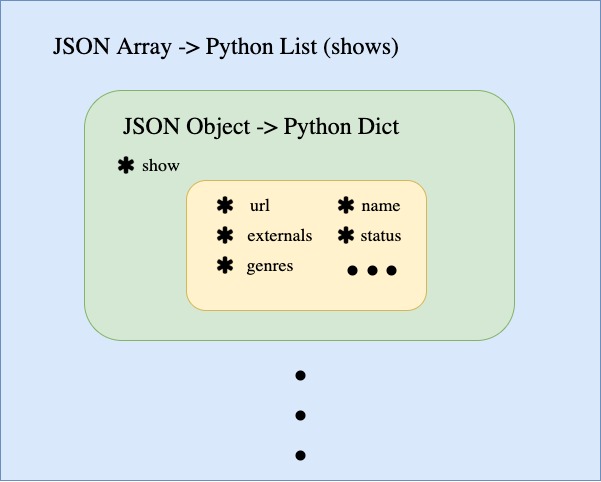 JSON Array -> Python List (shows)
JSON Object -> Python Dict
✱ show
✱ url ✱ name
✱ externals ✱ status
✱ genres ● ● ●